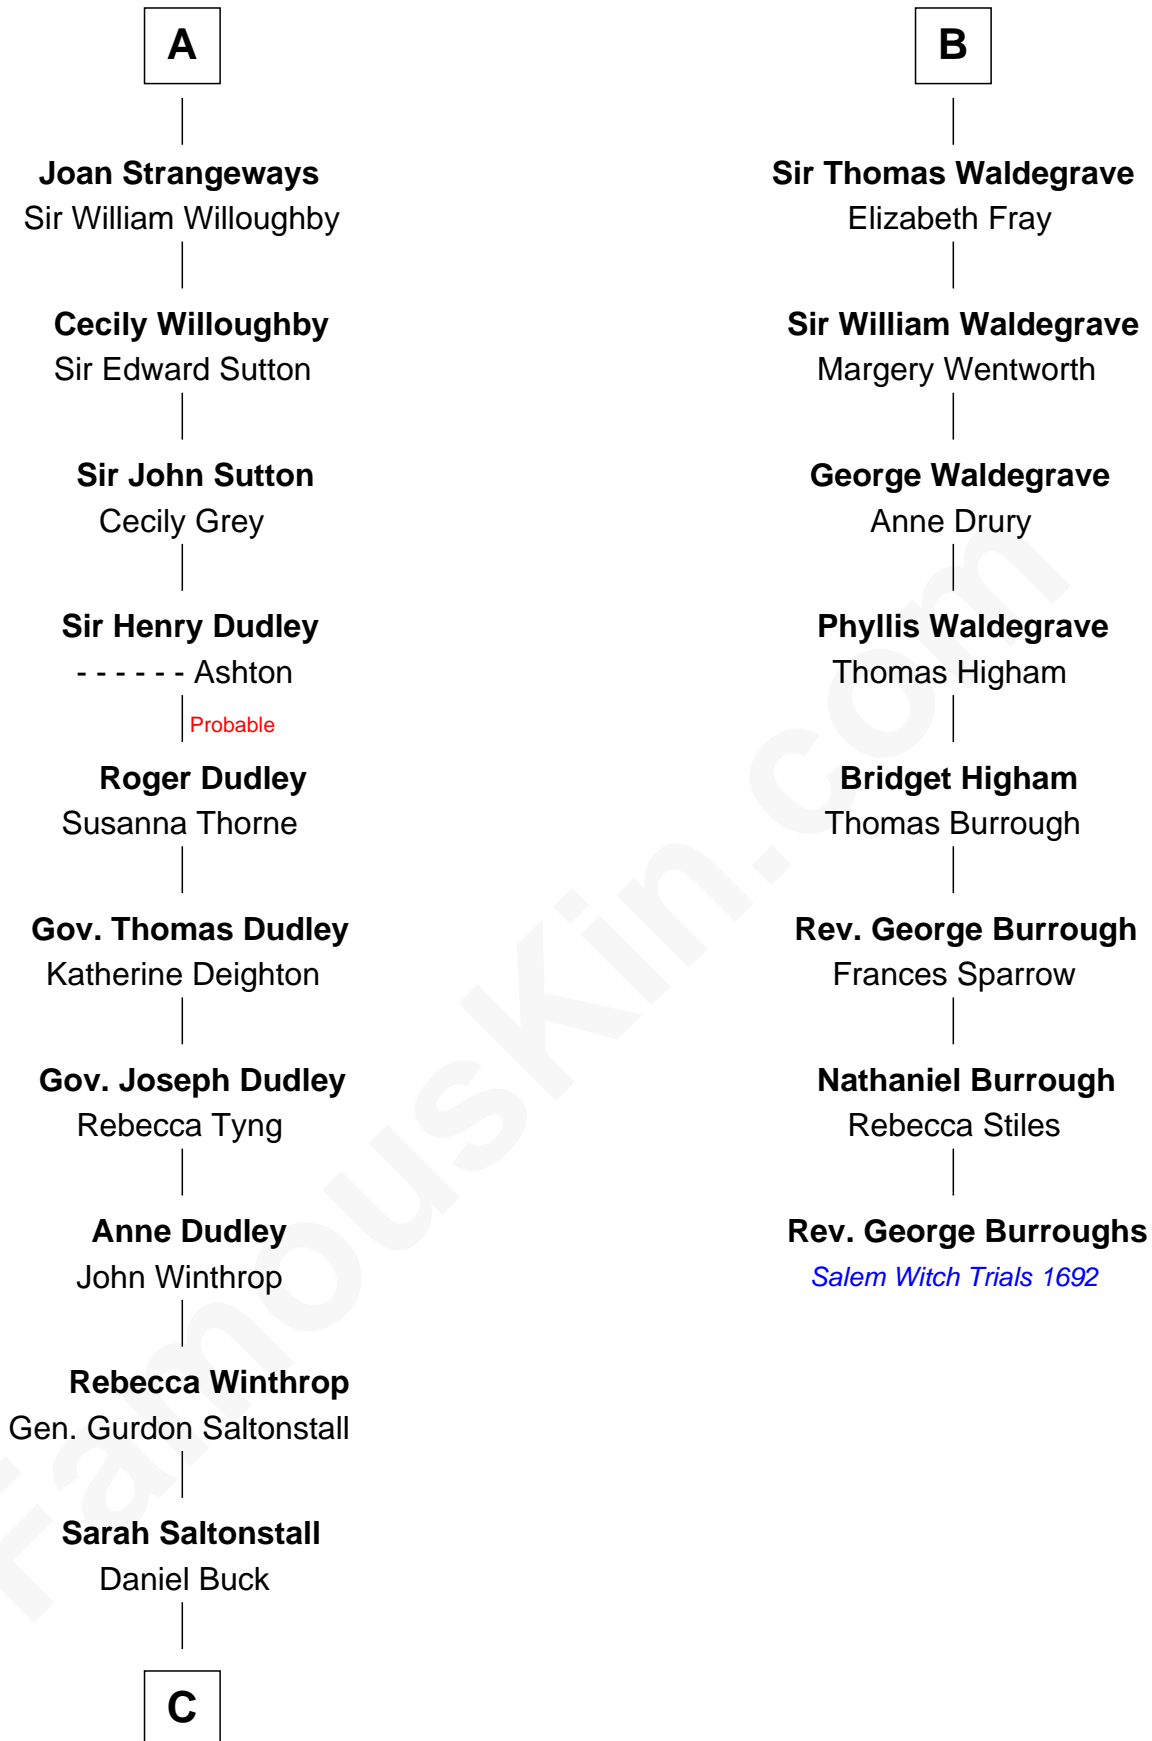 A
Joan Strangeways
Sir William Willoughby
Cecily Willoughby
Sir Edward Sutton
Sir John Sutton
Cecily Grey
Sir Henry Dudley
- - - - - - Ashton
Probable
Roger Dudley
Susanna Thorne
Gov. Thomas Dudley
Katherine Deighton
Gov. Joseph Dudley
Rebecca Tyng
Anne Dudley
John Winthrop
Rebecca Winthrop
Gen. Gurdon Saltonstall
Sarah Saltonstall
Daniel Buck
C
B
Sir Thomas Waldegrave
Elizabeth Fray
Sir William Waldegrave
Margery Wentworth
George Waldegrave
Anne Drury
Phyllis Waldegrave
Thomas Higham
Bridget Higham
Thomas Burrough
Rev. George Burrough
Frances Sparrow
Nathaniel Burrough
Rebecca Stiles
Rev. George Burroughs
Salem Witch Trials 1692
FamousKin.com